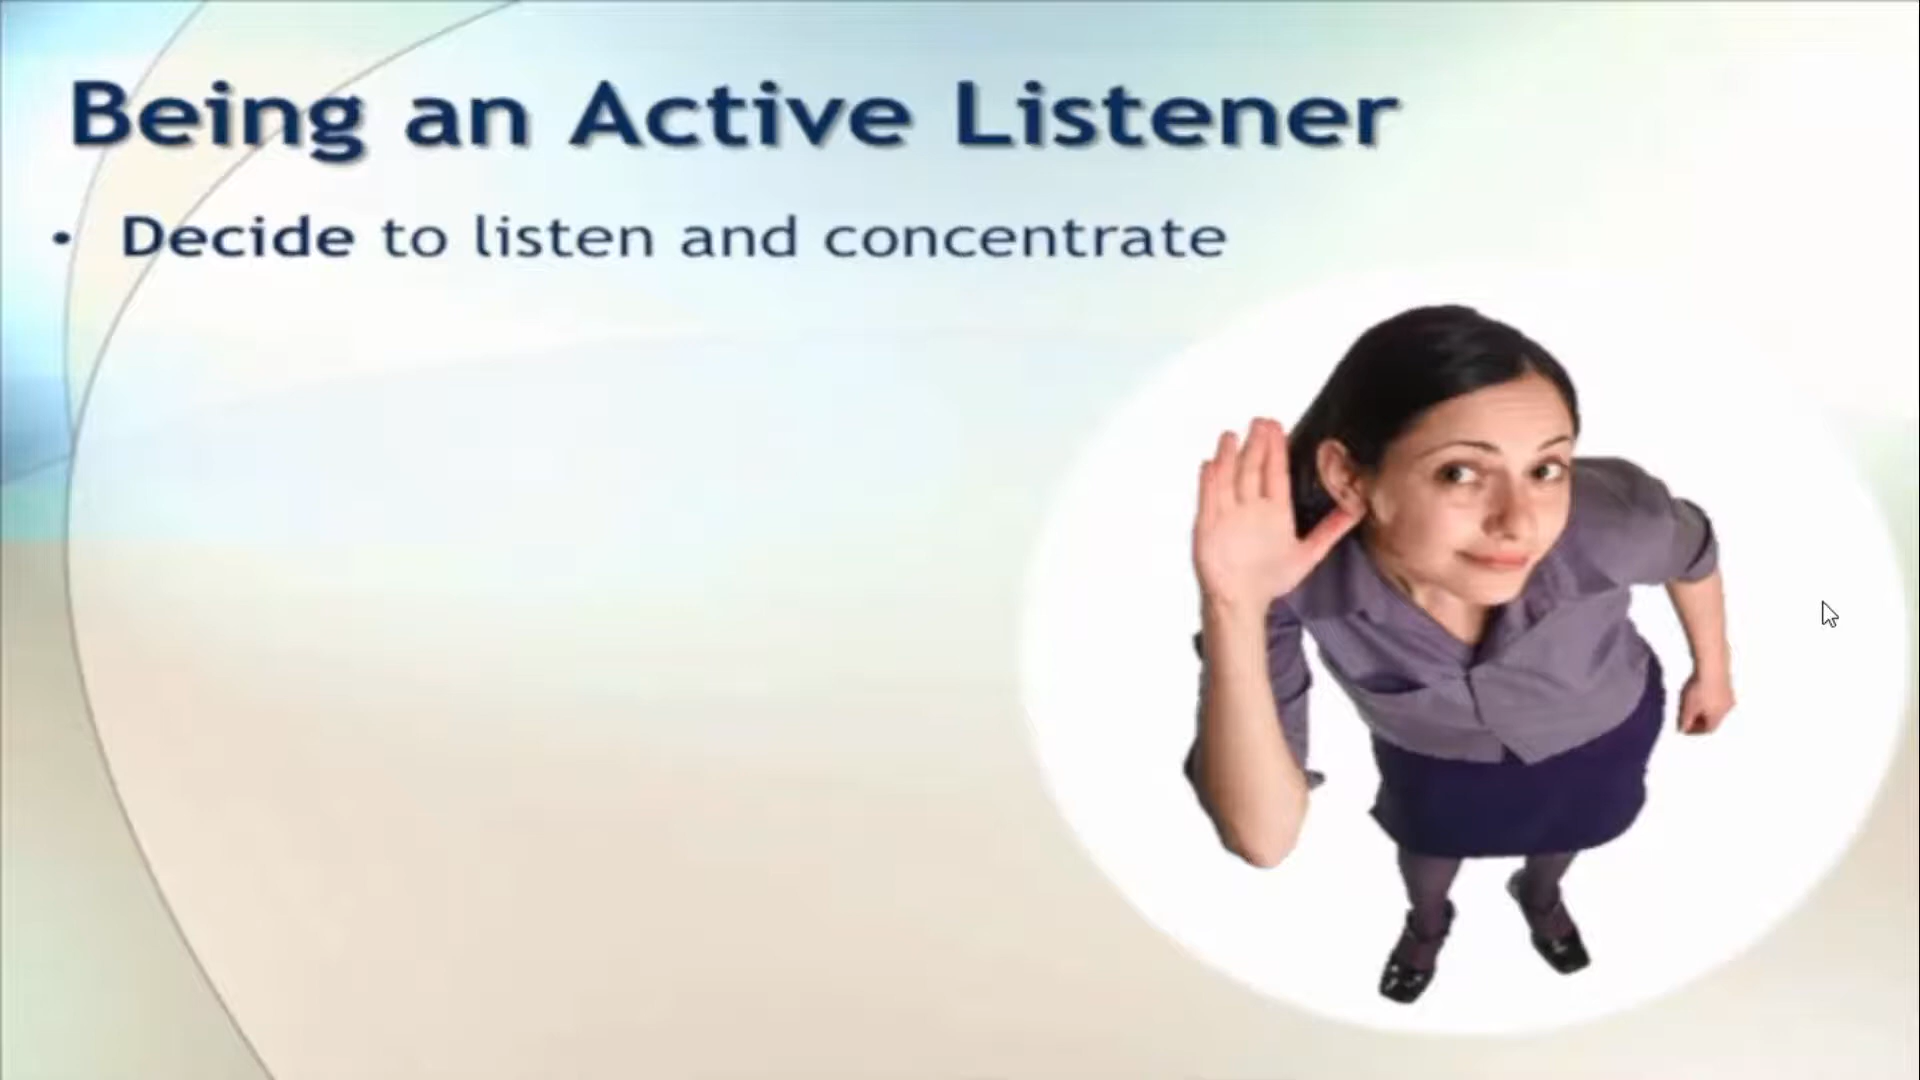 Being an Active Listener
• Decide to listen and concentrate